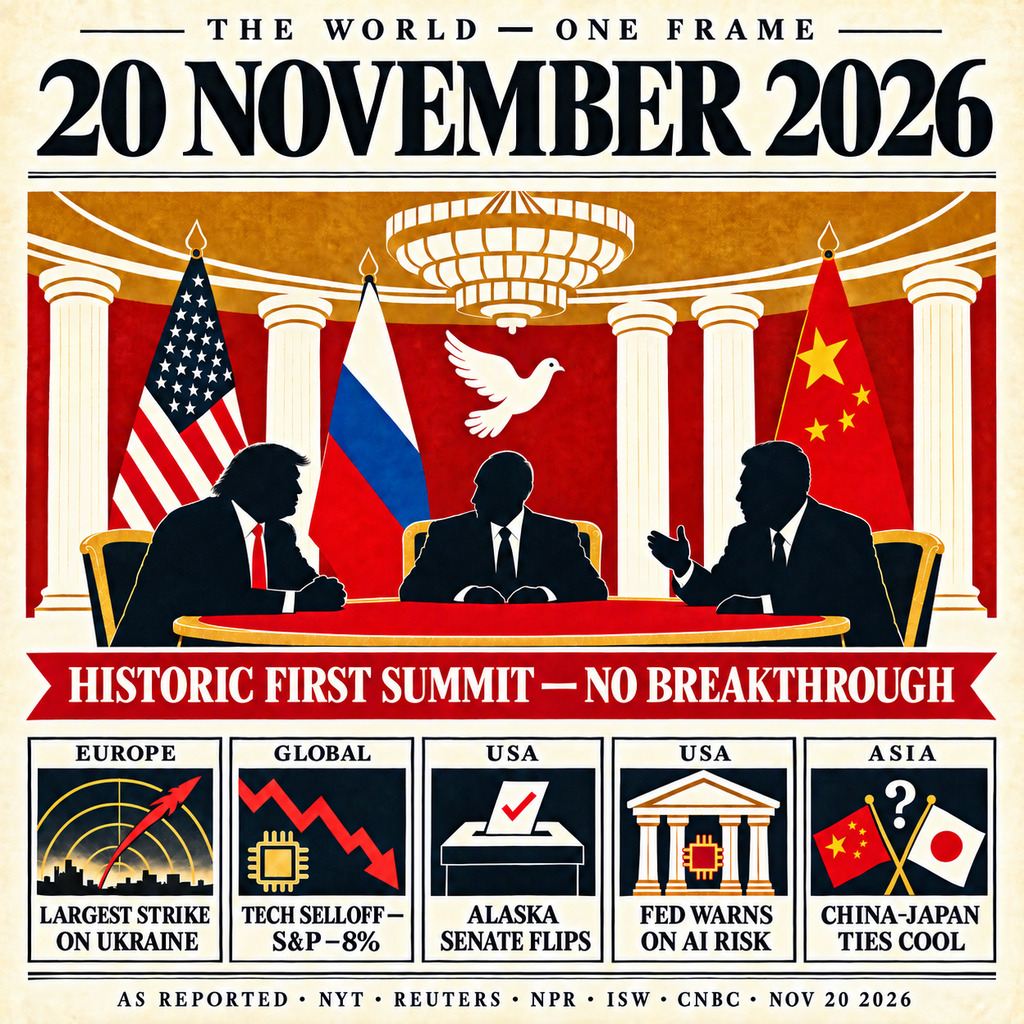 THE WORLD — ONE FRAME
20 NOVEMBER 2026
HISTORIC FIRST SUMMIT — NO BREAKTHROUGH
EUROPE
LARGEST STRIKE
ON UKRAINE
GLOBAL
TECH SELLOFF—
S&P–8%
USA
ALASKA
SENATE FLIPS
USA
FED WARNS
ON AI RISK
ASIA
?
CHINA–JAPAN
TIES COOL
AS REPORTED • NYT • REUTERS • NPR • ISW • CNBC • NOV 20 2026